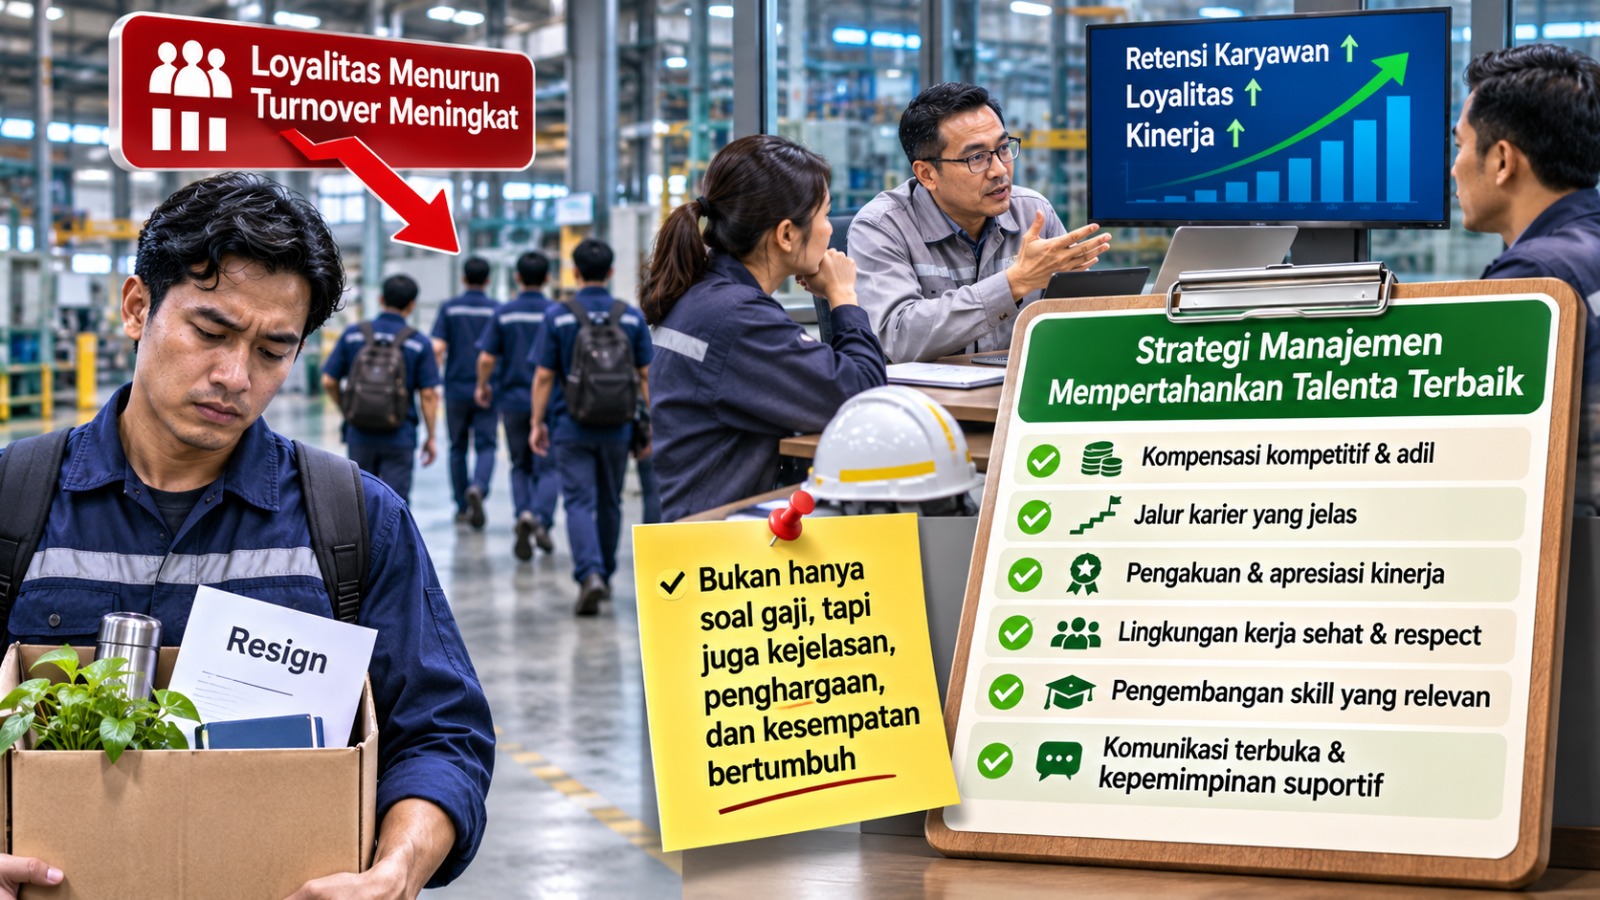 Loyalitas Menurun
Turnover Meningkat
Resign
Retensi Karyawan ↑
Loyalitas ↑
Kinerja ↑
Bukan hanya
soal gaji, tapi
juga kejelasan,
penghargaan,
dan kesempatan
bertumbuh
Strategi Manajemen
Mempertahankan Talenta Terbaik
Kompensasi kompetitif & adil
Jalur karier yang jelas
Pengakuan & apresiasi kinerja
Lingkungan kerja sehat & respect
Pengembangan skill yang relevan
Komunikasi terbuka &
kepemimpinan suportif